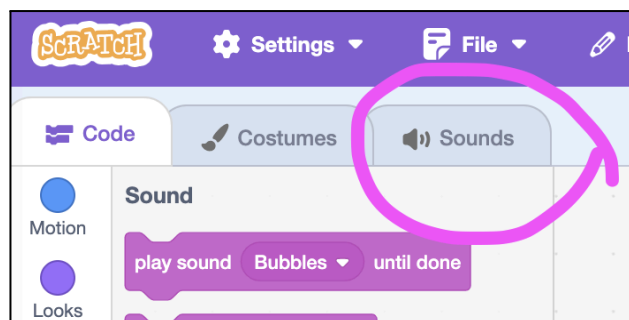 SCRATCH Settings File
Code Costumes Sounds
Motion
Sound
play sound Bubbles until done
Looks